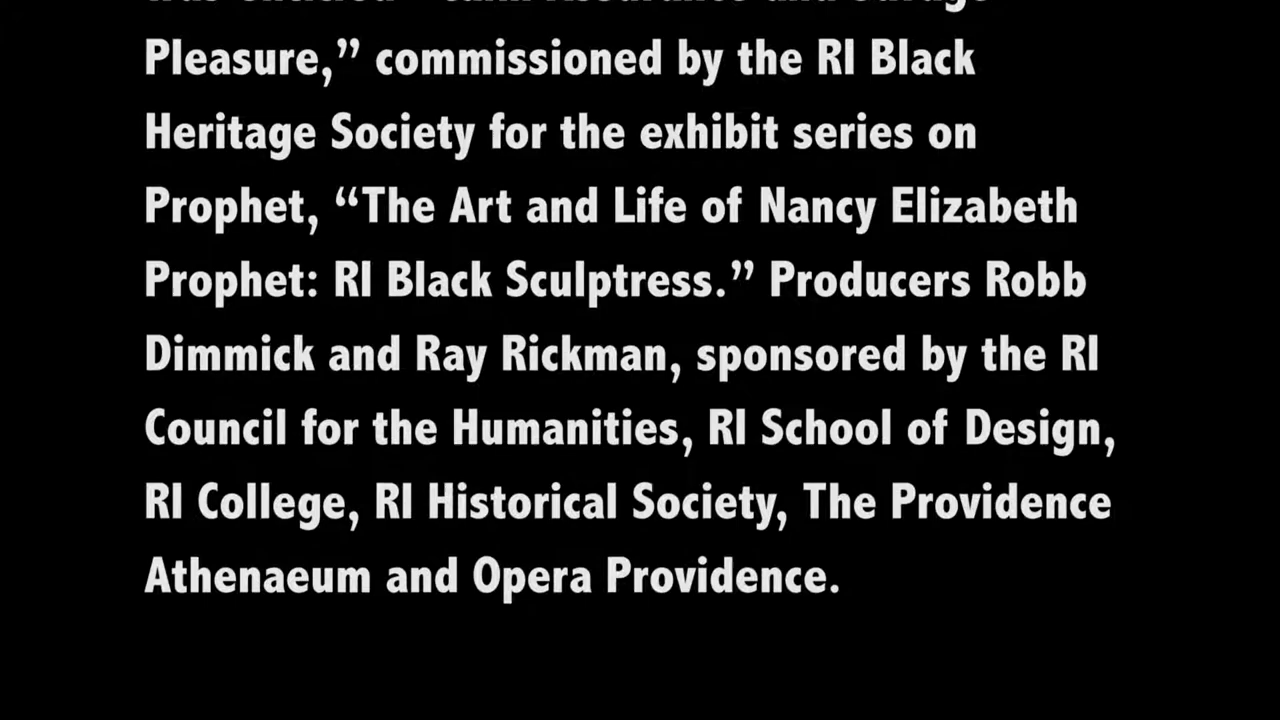 Pleasure,” commissioned by the RI Black
Heritage Society for the exhibit series on
Prophet, “The Art and Life of Nancy Elizabeth
Prophet: RI Black Sculptress.” Producers Robb
Dimmick and Ray Rickman, sponsored by the RI
Council for the Humanities, RI School of Design,
RI College, RI Historical Society, The Providence
Athenaeum and Opera Providence.